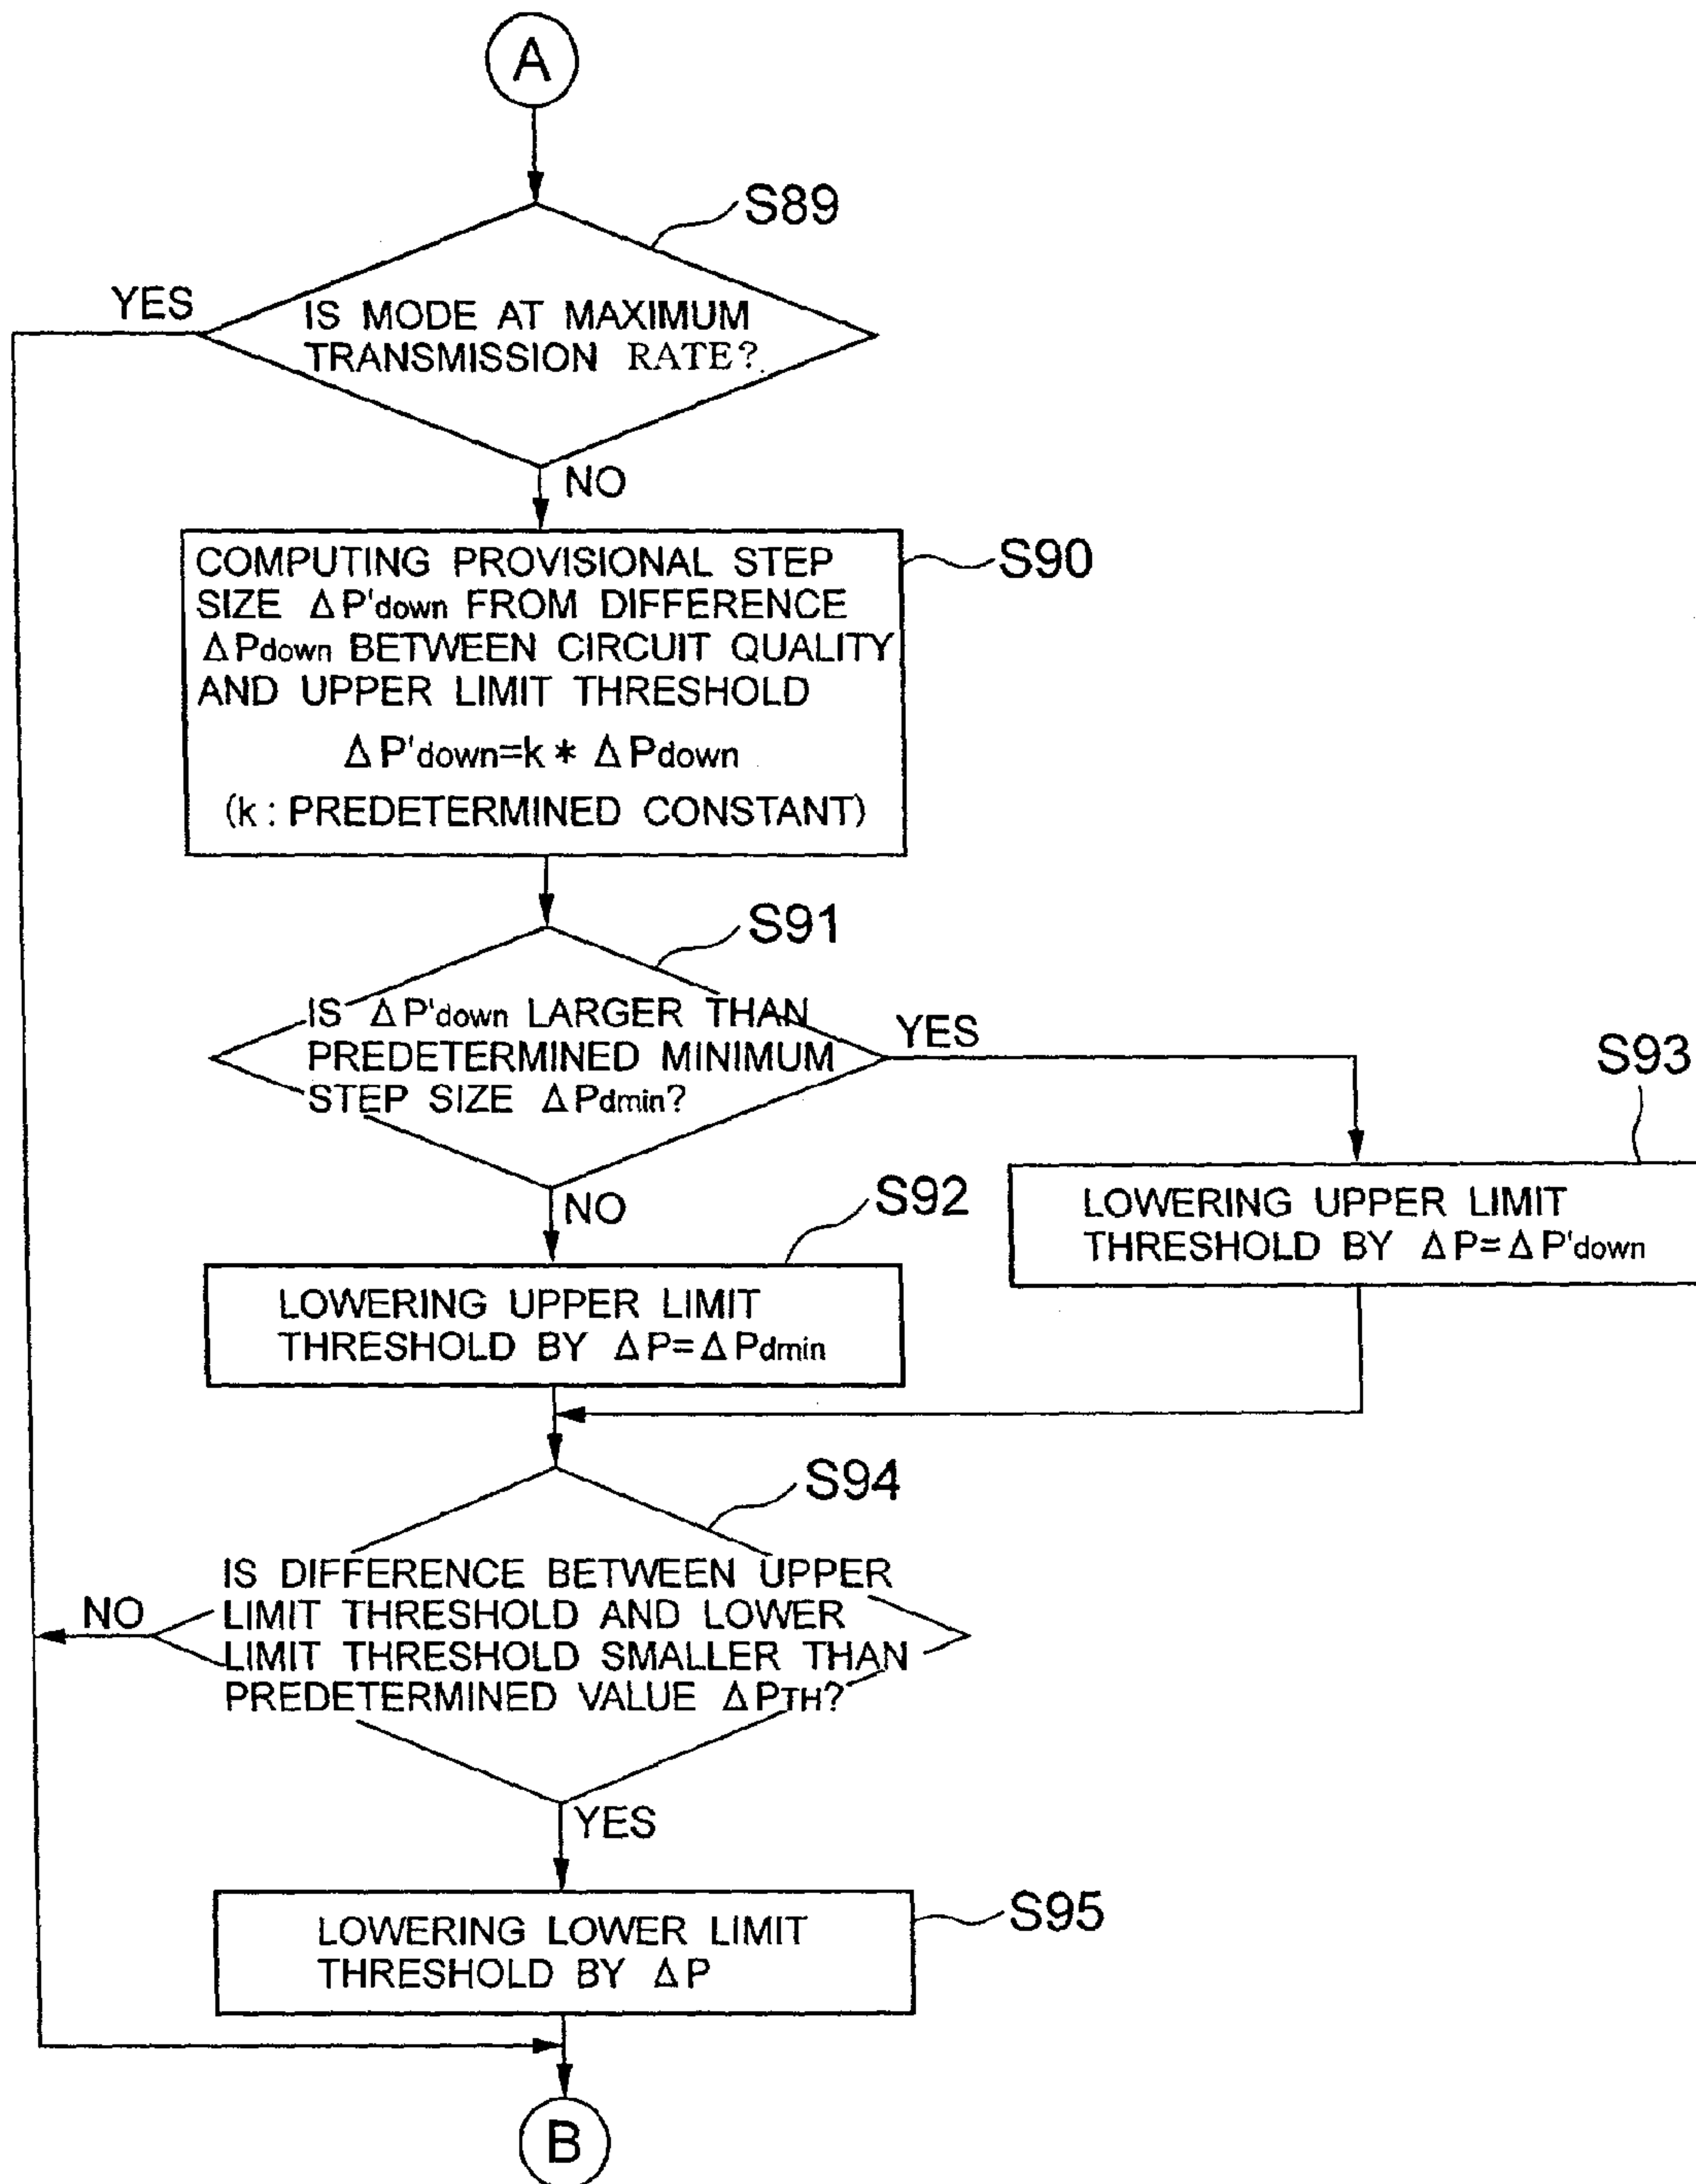 A
S89
YES
IS MODE AT MAXIMUM
TRANSMISSION RATE?
NO
COMPUTING PROVISIONAL STEP
SIZE ΔP'down FROM DIFFERENCE
ΔPdown BETWEEN CIRCUIT QUALITY
AND UPPER LIMIT THRESHOLD
ΔP'down=k * ΔPdown
(k : PREDETERMINED CONSTANT)
S90
S91
IS ΔP'down LARGER THAN
PREDETERMINED MINIMUM
STEP SIZE ΔPdmin?
YES
S93
LOWERING UPPER LIMIT
THRESHOLD BY ΔP=ΔP'down
NO
S92
LOWERING UPPER LIMIT
THRESHOLD BY ΔP=ΔPdmin
S94
IS DIFFERENCE BETWEEN UPPER
LIMIT THRESHOLD AND LOWER
LIMIT THRESHOLD SMALLER THAN
PREDETERMINED VALUE ΔPTH?
NO
YES
LOWERING LOWER LIMIT
THRESHOLD BY ΔP
S95
B